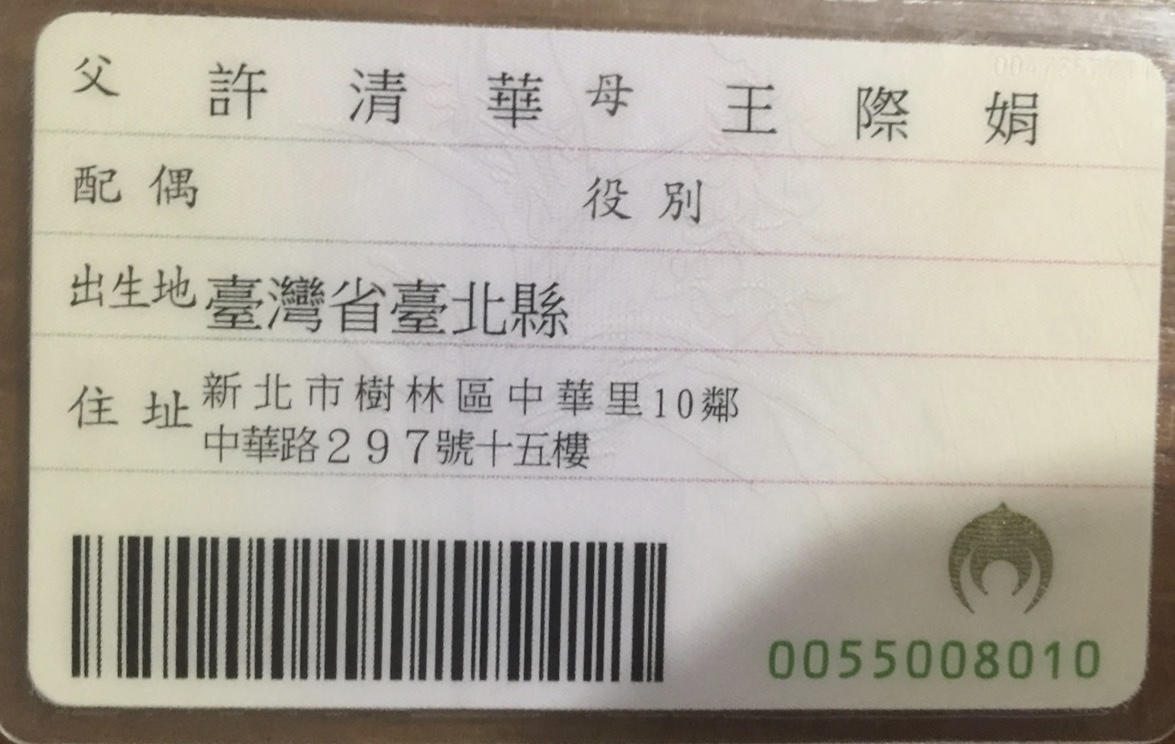 父 許清華 母 王際娟
配偶 役別
出生地 臺灣省臺北縣
住址 新北市樹林區中華里10鄰
中華路297號十五樓
0055008010